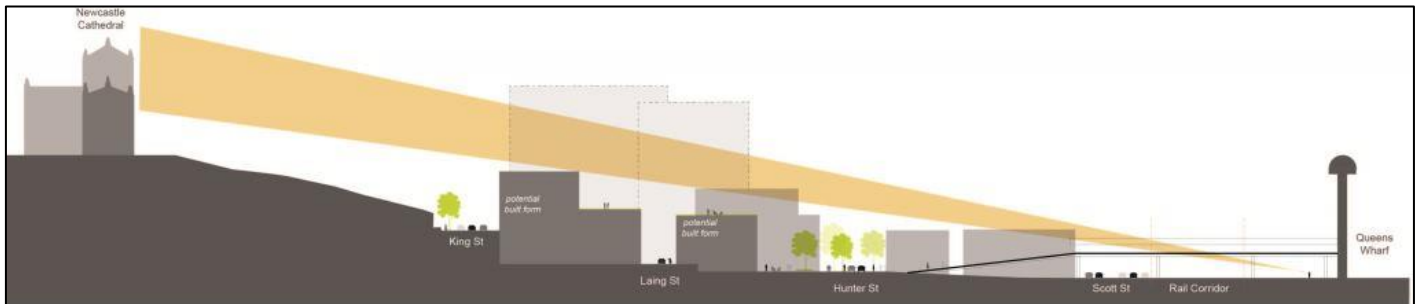 Newcastle
Cathedral
potential
built form
potential
built form
King St
Laing St
Hunter St
Scott St
Rail Corridor
Queens
Wharf